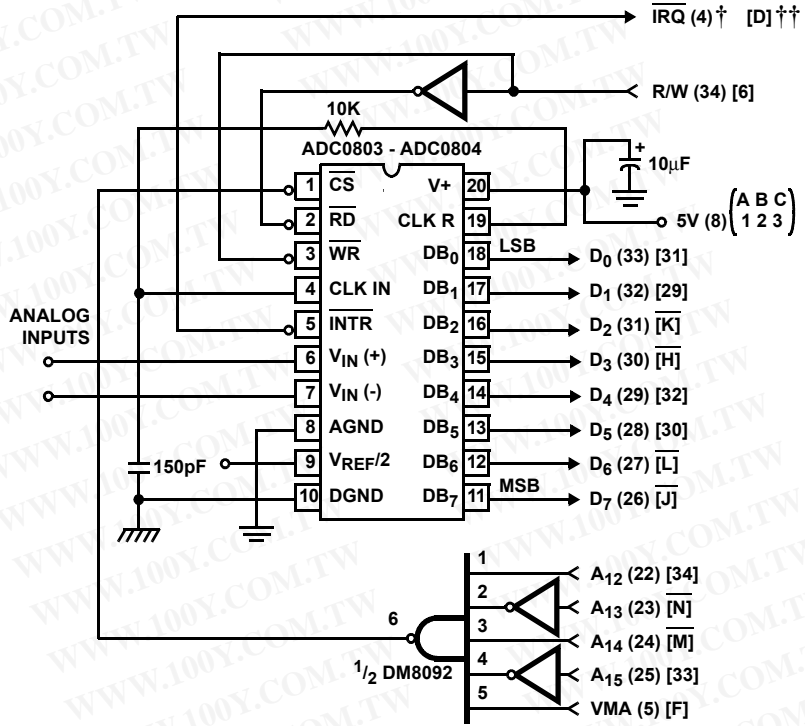 IRQ (4)† [D]††
R/W (34) [6]
10K
ADC0803 - ADC0804
10μF
5V (8) (A B C
1 2 3)
1 CS V+ 20
2 RD CLK R 19
3 WR DB0 18 LSB D0 (33) [31]
4 CLK IN DB1 17 D1 (32) [29]
ANALOG
INPUTS
5 INTR DB2 16 D2 (31) [K]
6 VIN (+) DB3 15 D3 (30) [H]
7 VIN (-) DB4 14 D4 (29) [32]
8 AGND DB5 13 D5 (28) [30]
150pF
9 VREF/2 DB6 12 D6 (27) [L]
10 DGND DB7 11 MSB D7 (26) [J]
1 A12 (22) [34]
2 A13 (23) [N]
3 A14 (24) [M]
4 A15 (25) [33]
5 VMA (5) [F]
6
1/2 DM8092
WWW.100Y.COM.TW